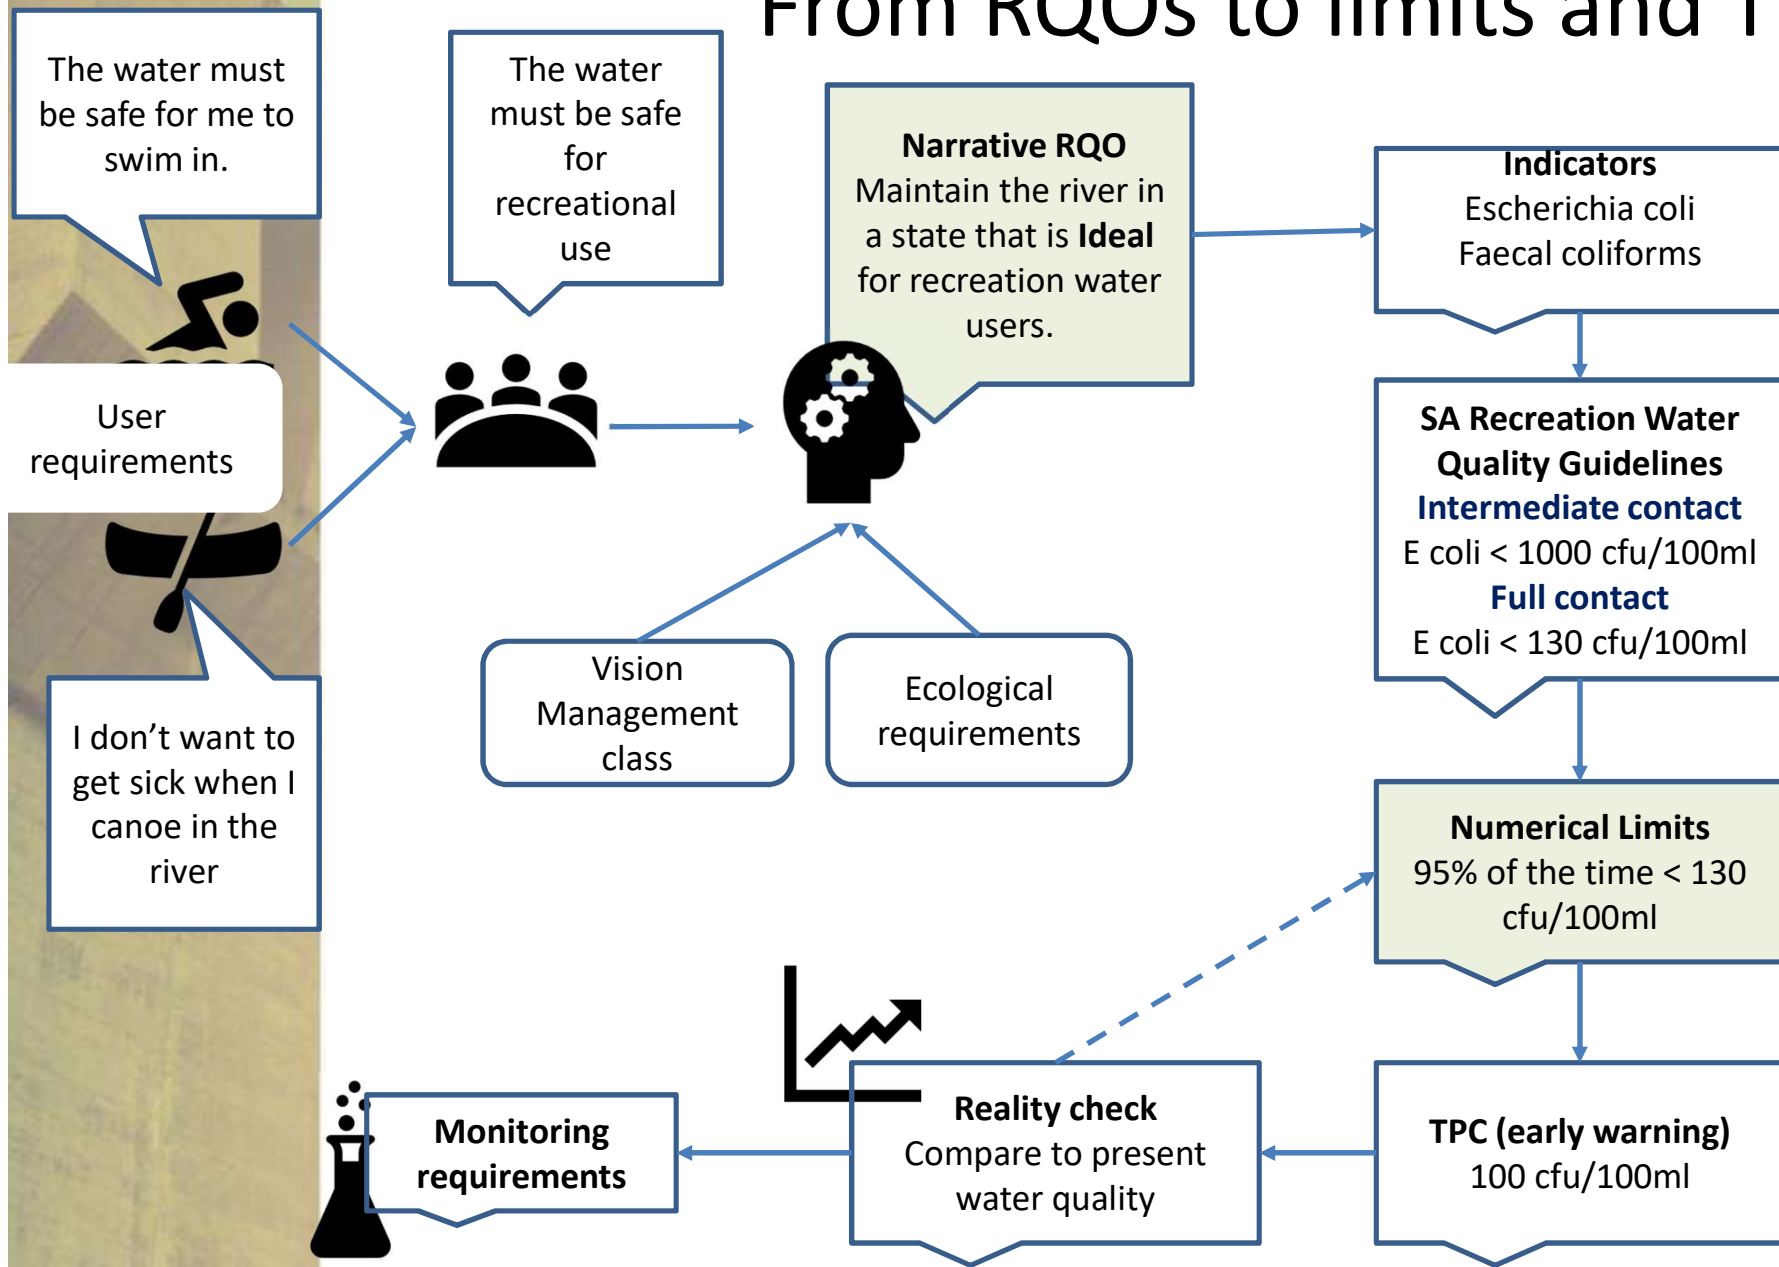 From RQOs to limits and T
The water must
be safe for me to
swim in.
The water
must be safe
for
recreational
use
Narrative RQO
Maintain the river in
a state that is Ideal
for recreation water
users.
Indicators
Escherichia coli
Faecal coliforms
User
requirements
SA Recreation Water
Quality Guidelines
Intermediate contact
E coli < 1000 cfu/100ml
Full contact
E coli < 130 cfu/100ml
I don’t want to
get sick when I
canoe in the
river
Vision
Management
class
Ecological
requirements
Numerical Limits
95% of the time < 130
cfu/100ml
TPC (early warning)
100 cfu/100ml
Reality check
Compare to present
water quality
Monitoring
requirements